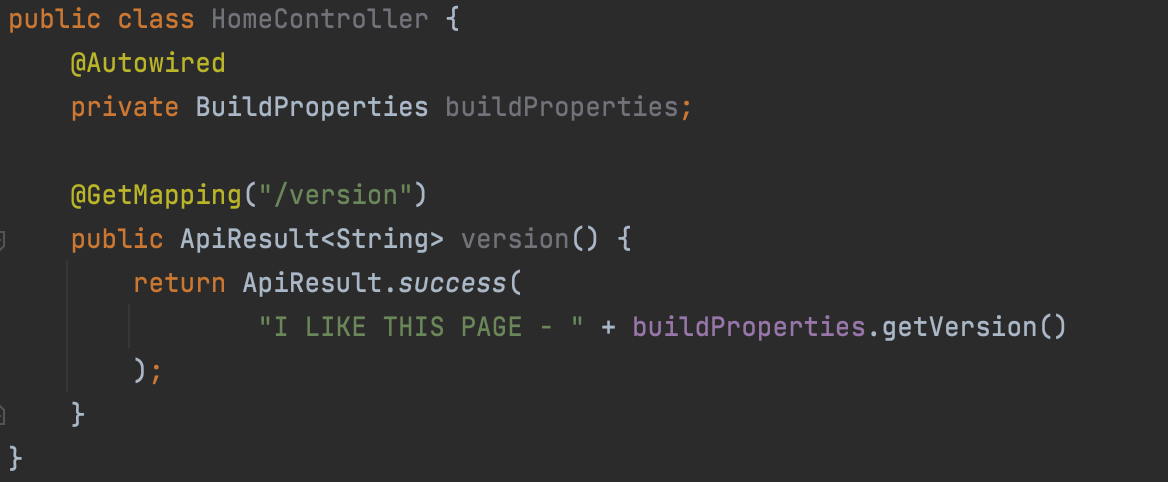 public class HomeController {
    @Autowired
    private BuildProperties buildProperties;

    @GetMapping("/version")
    public ApiResult<String> version() {
        return ApiResult.success(
                "I LIKE THIS PAGE - " + buildProperties.getVersion()
        );
    }
}